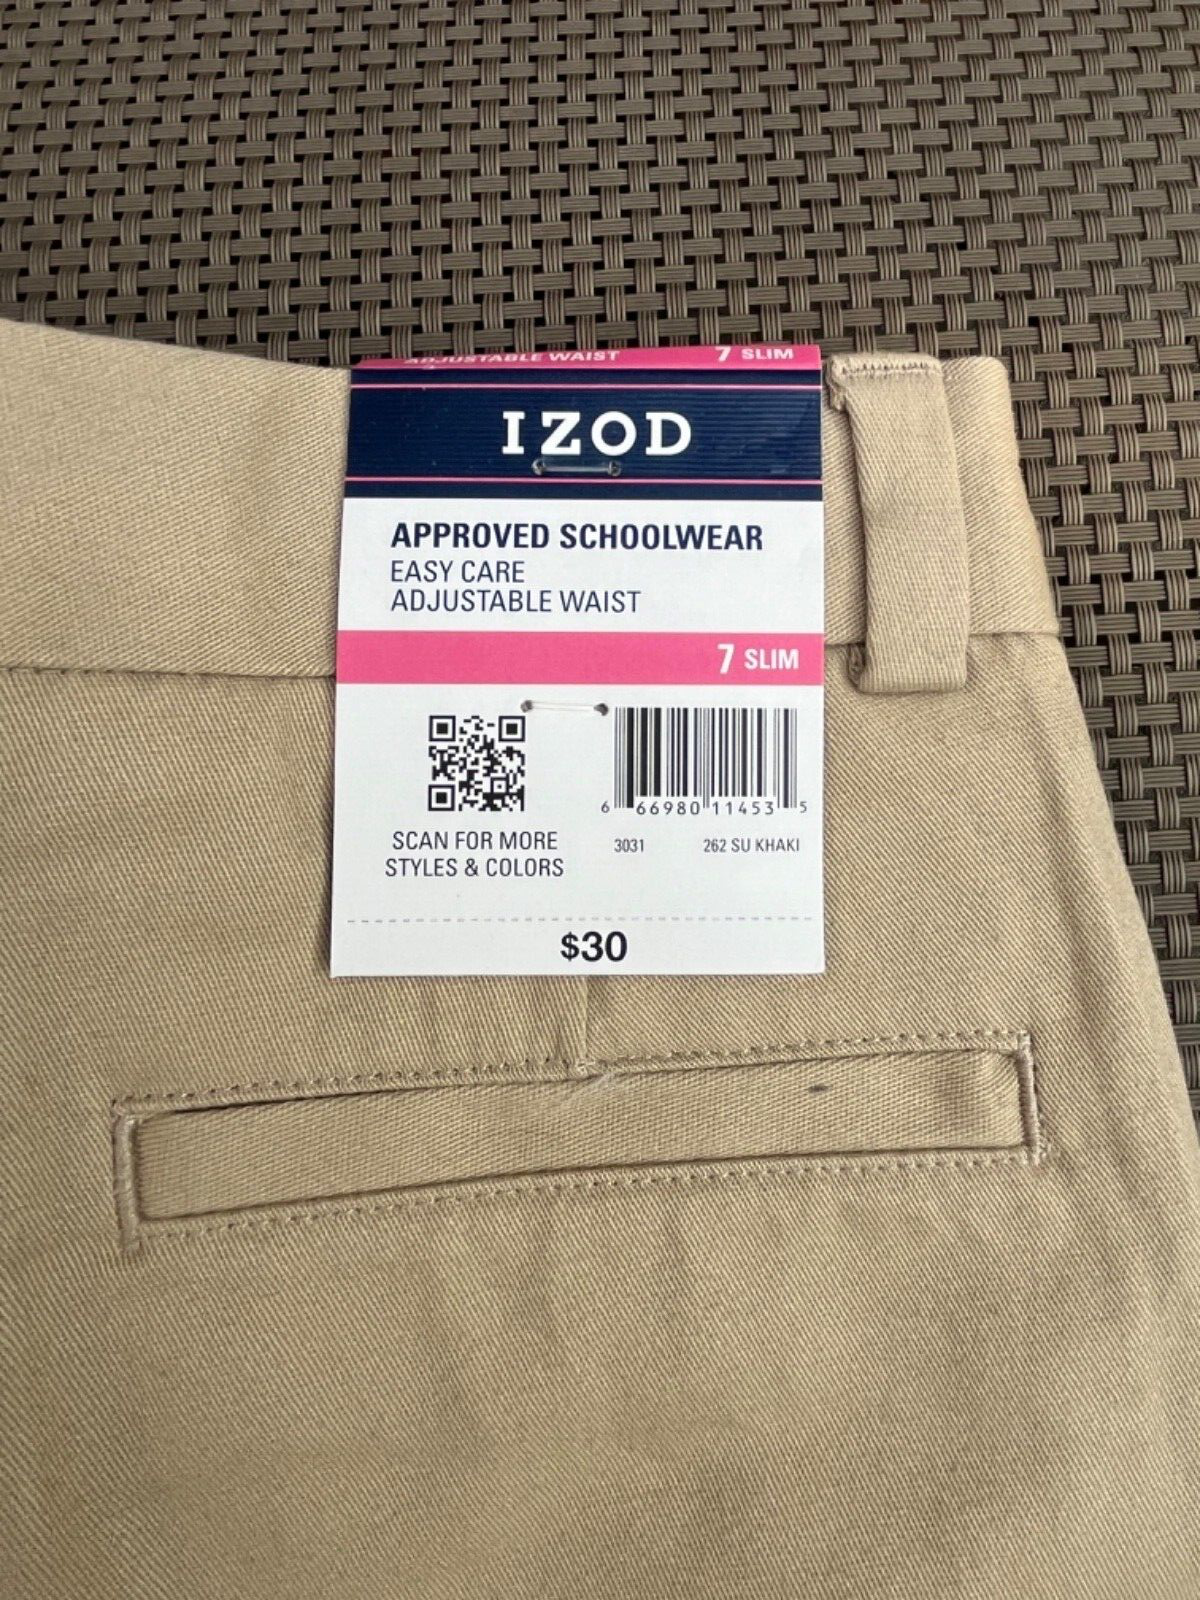 ADJUSTABLE WAIST 7 SLIM
IZOD
APPROVED SCHOOLWEAR
EASY CARE
ADJUSTABLE WAIST
7 SLIM
6 66980 11453 5
SCAN FOR MORE
STYLES & COLORS
3031 262 SU KHAKI
$30